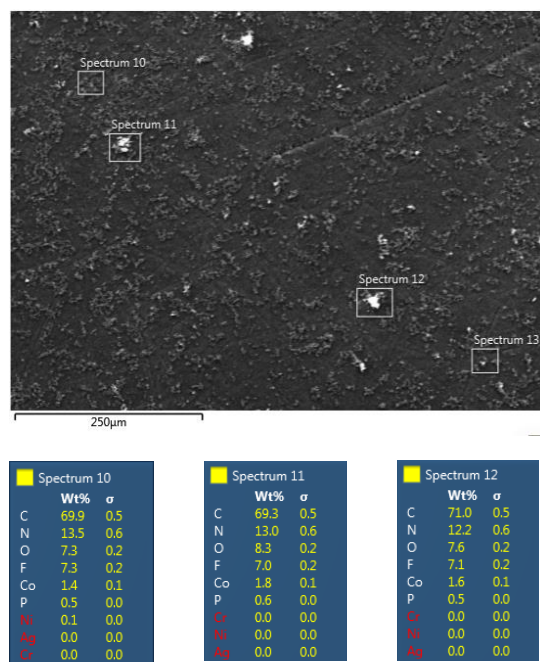 Spectrum 10
Spectrum 11
Spectrum 12
Spectrum 13
250μm
Spectrum 10
Wt% σ
C 69.9 0.5
N 13.5 0.6
O 7.3 0.2
F 7.3 0.2
Co 1.4 0.1
P 0.5 0.0
Ni 0.1 0.0
Ag 0.0 0.0
Cr 0.0 0.0
Spectrum 11
Wt% σ
C 69.3 0.5
N 13.0 0.6
O 8.3 0.2
F 7.0 0.2
Co 1.8 0.1
P 0.6 0.0
Cr 0.0 0.0
Ni 0.0 0.0
Ag 0.0 0.0
Spectrum 12
Wt% σ
C 71.0 0.5
N 12.2 0.6
O 7.6 0.2
F 7.1 0.2
Co 1.6 0.1
P 0.5 0.0
Cr 0.0 0.0
Ni 0.0 0.0
Ag 0.0 0.0